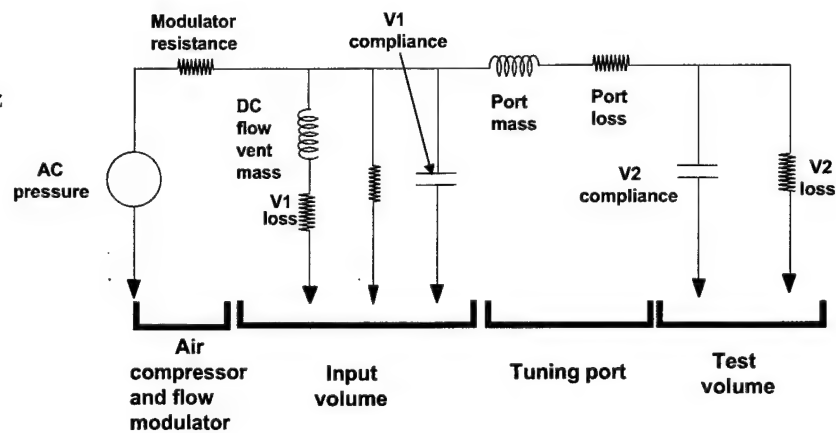 Modulator
resistance
V1
compliance
z
DC
flow
vent
mass
Port
mass
Port
loss
AC
pressure
V1
loss
V2
compliance
V2
loss
Air
compressor
and flow
modulator
Input
volume
Tuning port
Test
volume